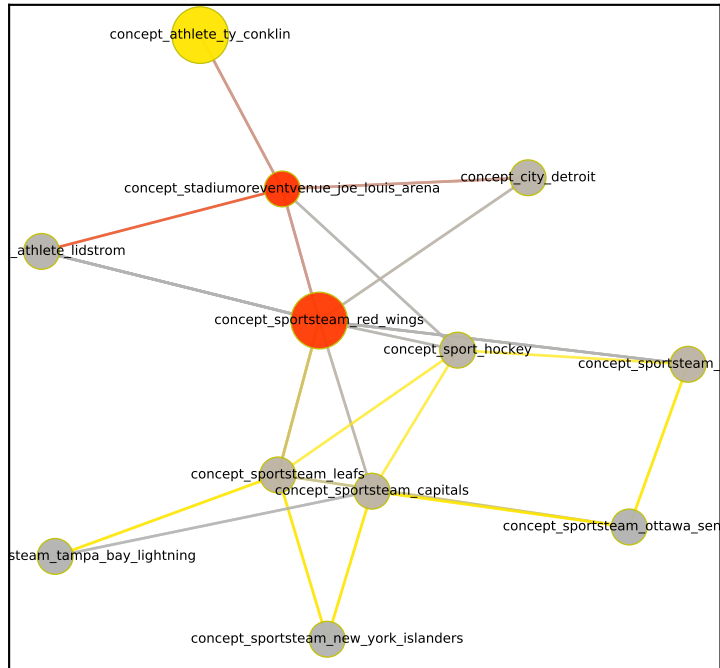 concept_athlete_ty_conklin
concept_city_detroit
concept_stadiumoreventvenue_joe_louis_arena
_athlete_lidstrom
concept_sportsteam_red_wings
concept_sport_hockey
concept_sportsteam_
concept_sportsteam_leafs
concept_sportsteam_capitals
concept_sportsteam_ottawa_sen
steam_tampa_bay_lightning
concept_sportsteam_new_york_islanders